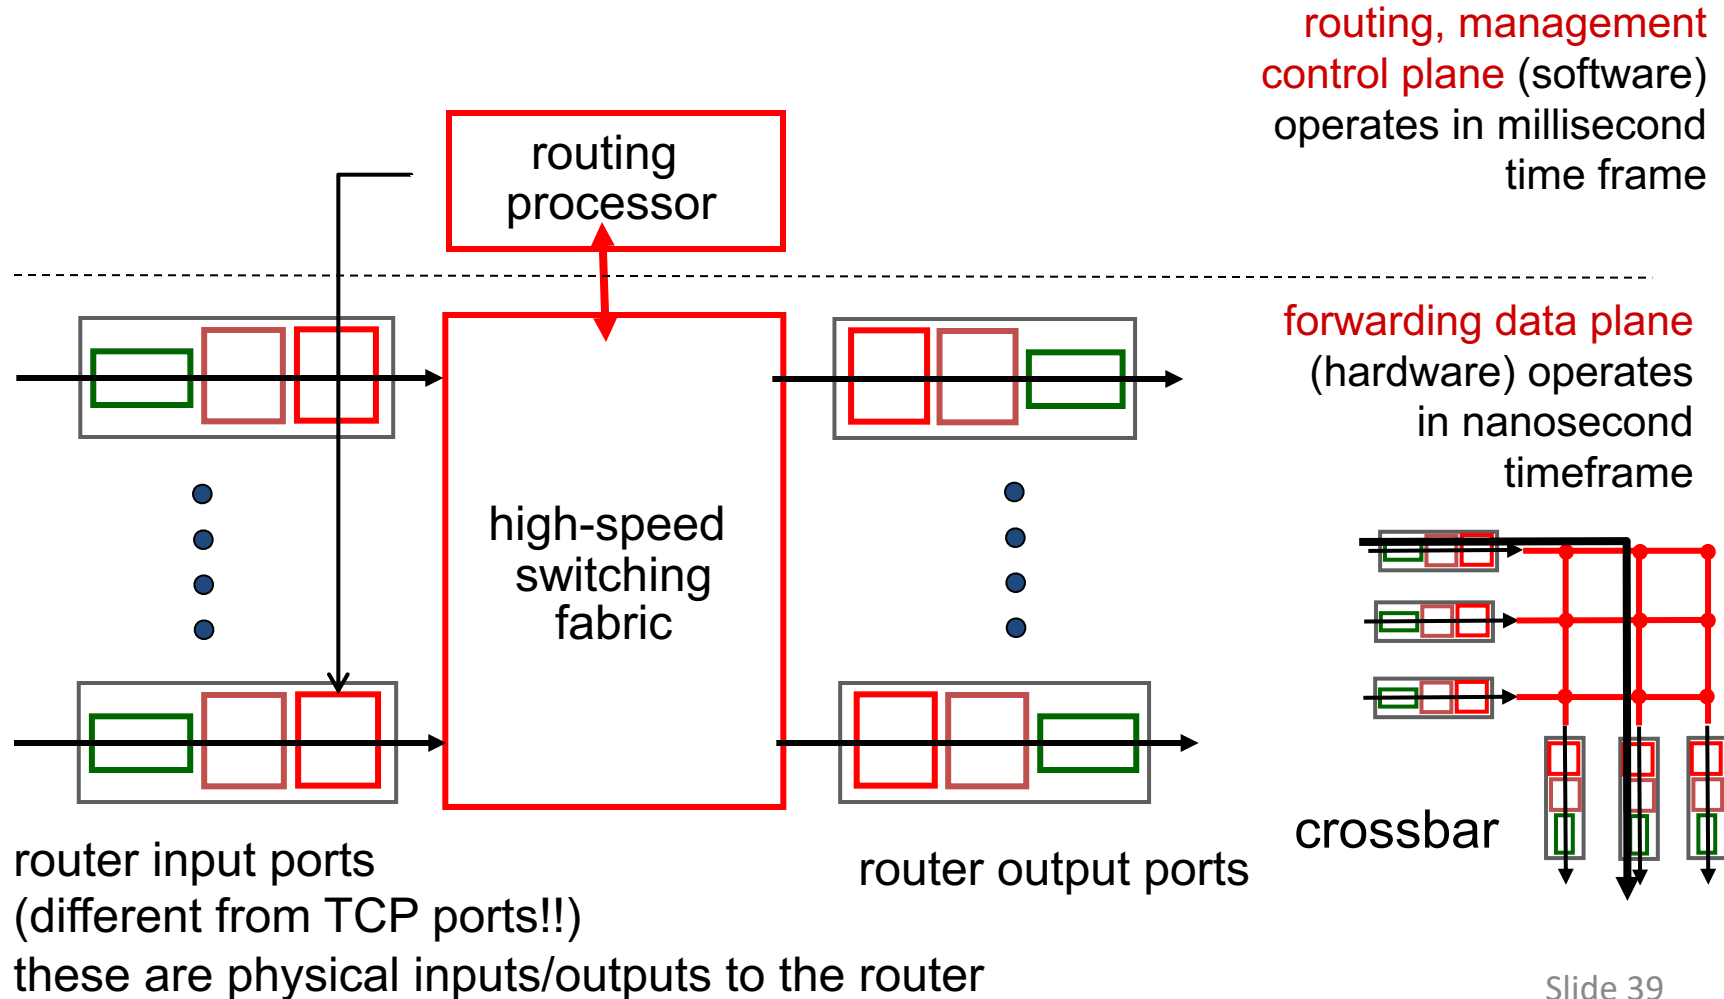 routing, management
control plane (software)
operates in millisecond
time frame
routing
processor
forwarding data plane
(hardware) operates
in nanosecond
timeframe
high-speed
switching
fabric
crossbar
router input ports
(different from TCP ports!!)
these are physical inputs/outputs to the router
router output ports
Slide 39